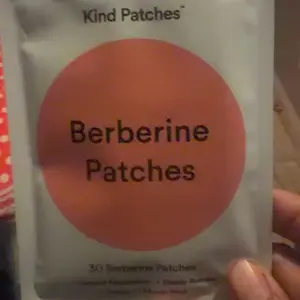 Kind Patches™
Berberine
Patches
30 Berberine Patches